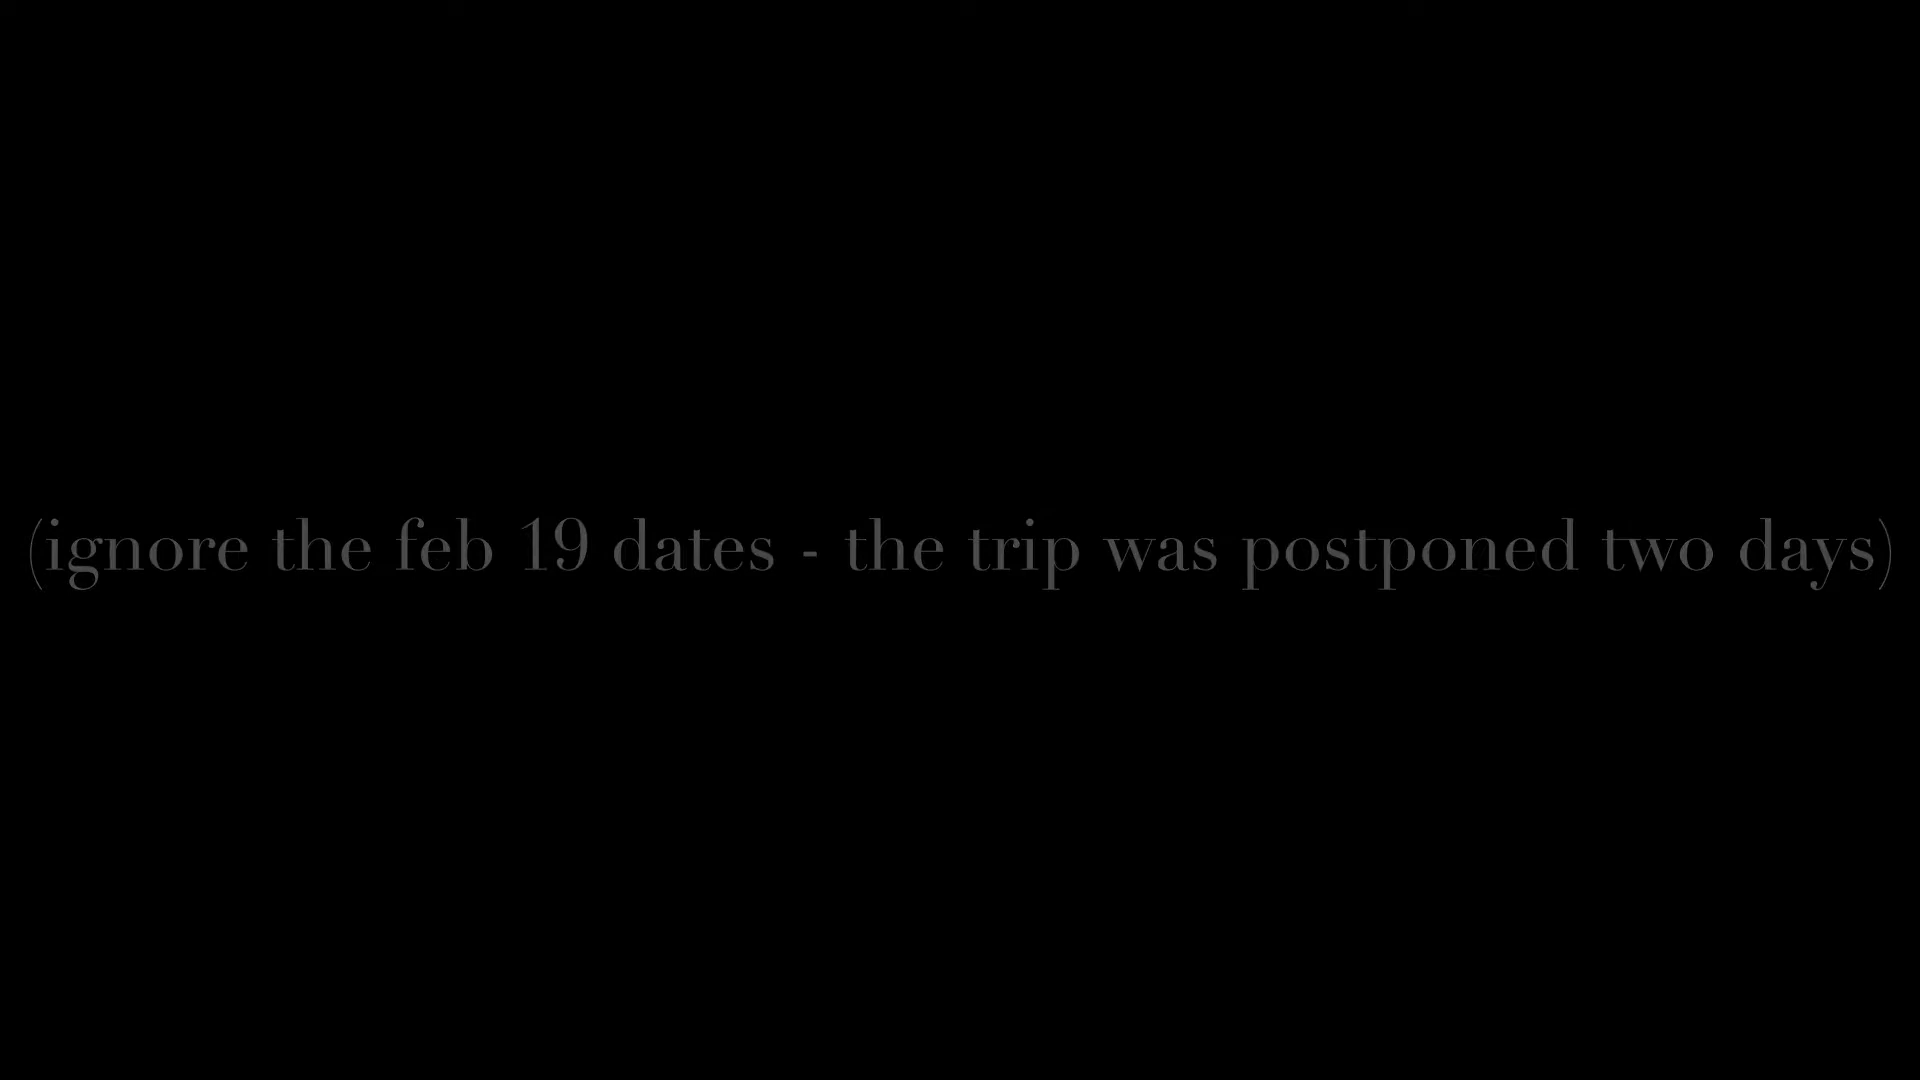 (ignore the feb 19 dates - the trip was postponed two days)